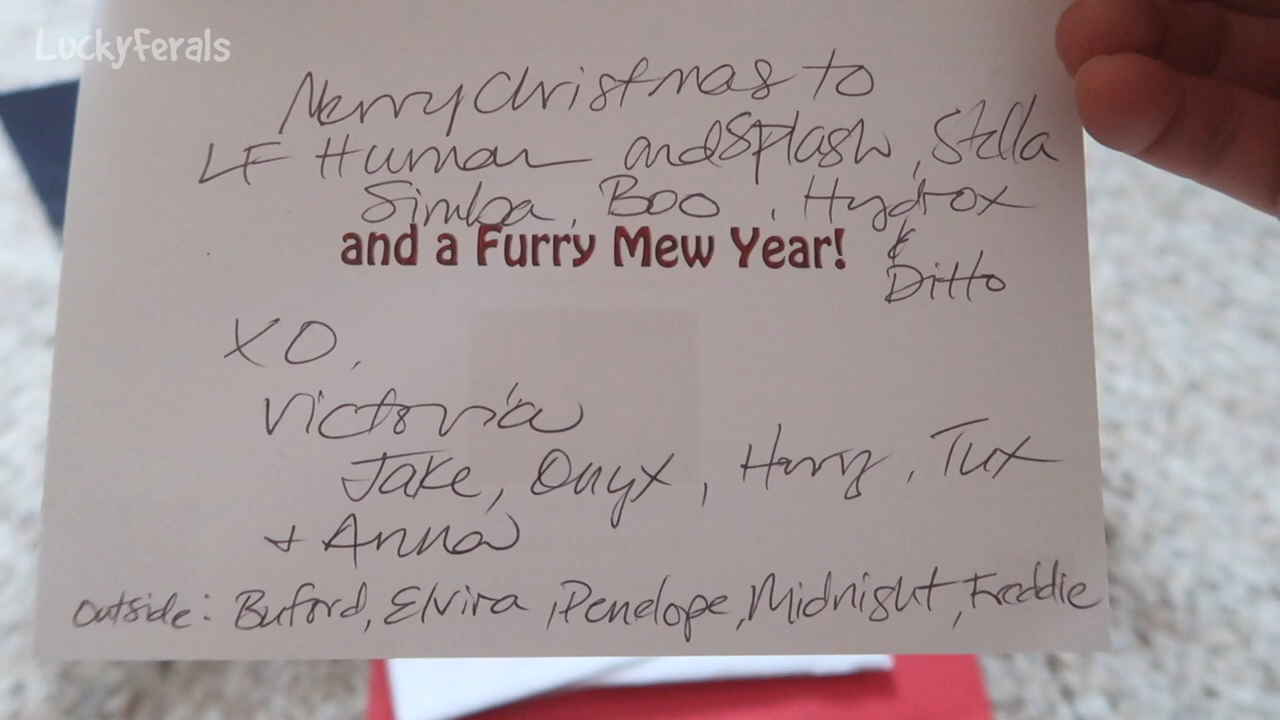 LuckyFerals
Merry Christmas to
LF Human and Splash, Stella
Simba, Boo, Hydrox
and a Furry Mew Year! &
Ditto
XO,
Victoria
Jake, Onyx, Harry, Tux
+ Anna
Outside: Buford, Elvira, Penelope, Midnight, Freddie